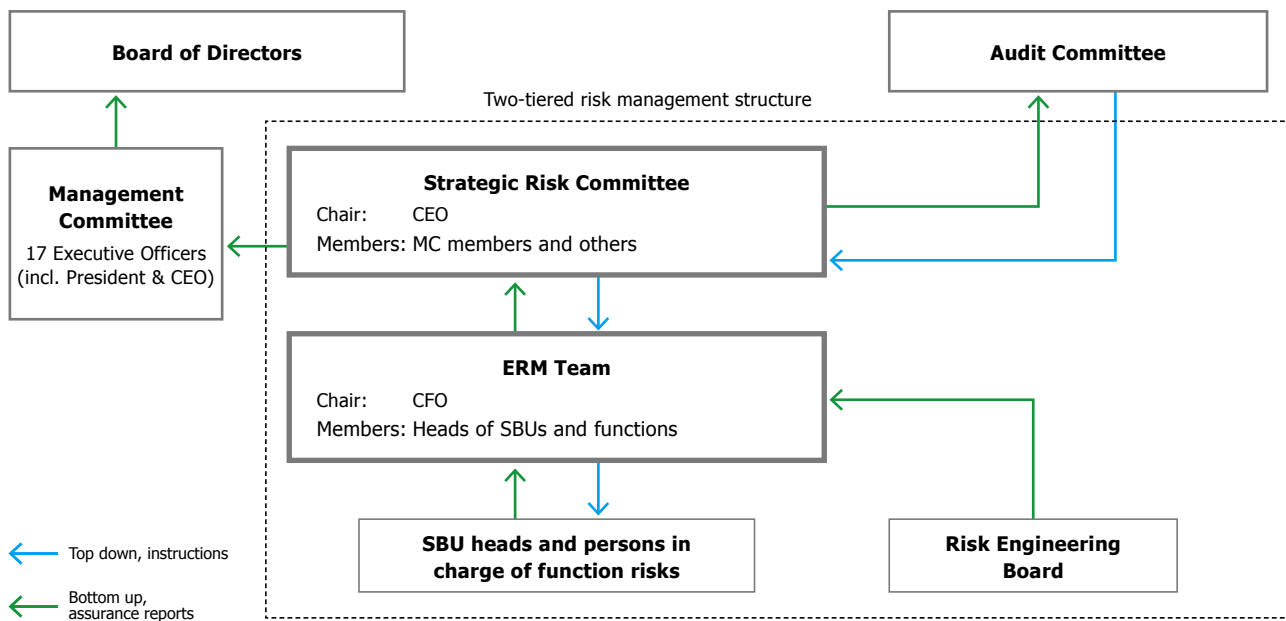 Board of Directors
Audit Committee
Two-tiered risk management structure
Management
Committee
17 Executive Officers
(incl. President & CEO)
Strategic Risk Committee
Chair: CEO
Members: MC members and others
ERM Team
Chair: CFO
Members: Heads of SBUs and functions
SBU heads and persons in
charge of function risks
Risk Engineering
Board
Top down, instructions
Bottom up,
assurance reports